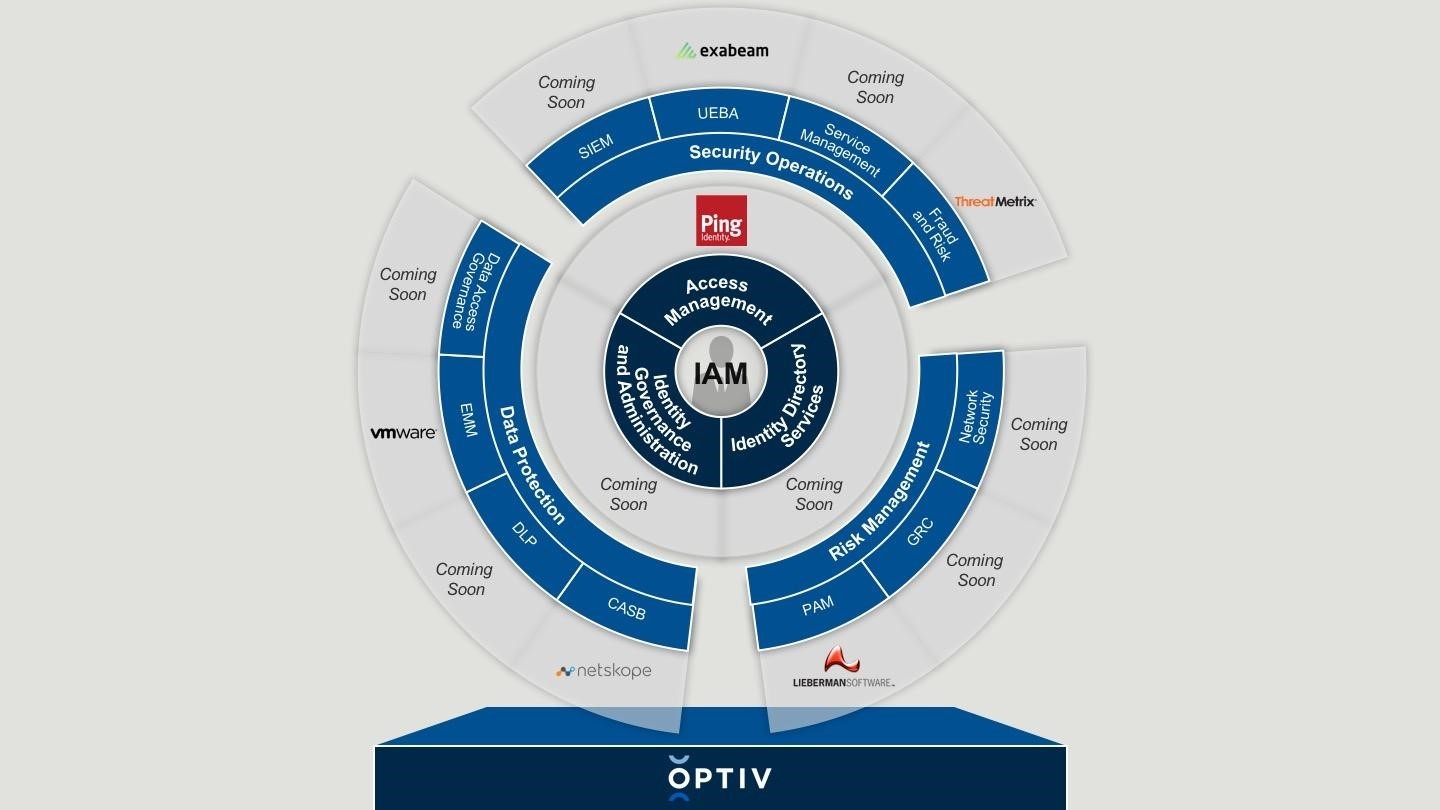 exabeam
Coming
Soon
Coming
Soon
SIEM
UEBA
Service
Management
Fraud
and Risk
Security Operations
ThreatMetrix
Ping
Identity.
Access
Management
IAM
Identity
Governance
and Administration
Identity Directory
Services
Coming
Soon
Coming
Soon
Coming
Soon
Data Access
Governance
EMM
DLP
CASB
Data Protection
vmware
Coming
Soon
netskope
Network
Security
GRC
PAM
Risk Management
Coming
Soon
Coming
Soon
LIEBERMANSOFTWARE
OPTIV